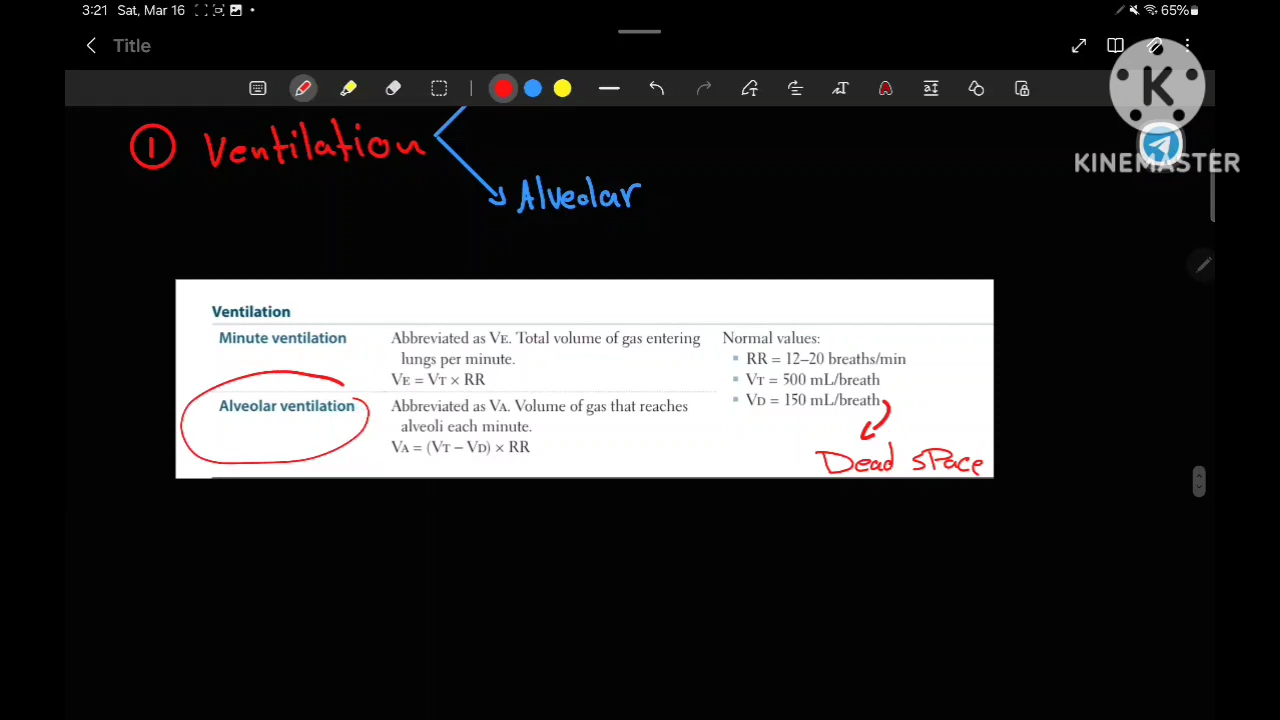 3:21 Sat, Mar 16
65%
Title
K
KINEMASTER
① Ventilation
Alveolar
Ventilation
Minute ventilation
Abbreviated as VE. Total volume of gas entering
lungs per minute.
VE = VT × RR
Alveolar ventilation
Abbreviated as VA. Volume of gas that reaches
alveoli each minute.
VA = (VT – VD) × RR
Normal values:
▪ RR = 12–20 breaths/min
▪ VT = 500 mL/breath
▪ VD = 150 mL/breath
Dead sPace